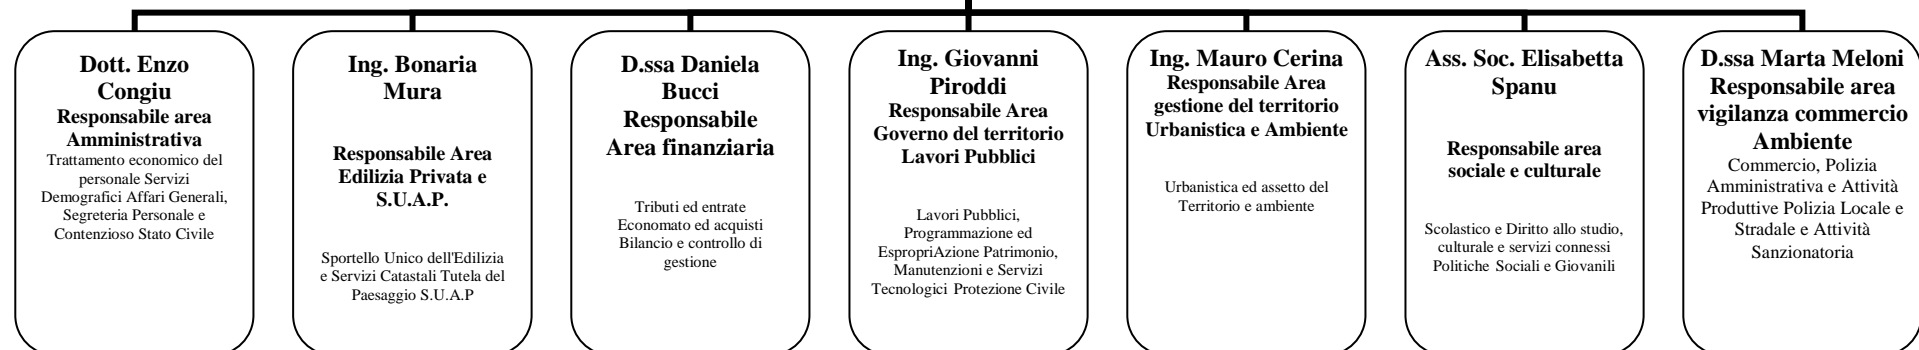 Dott. Enzo
Congiu
Responsabile area
Amministrativa
Trattamento economico del
personale Servizi
Demografici Affari Generali,
Segreteria Personale e
Contenzioso Stato Civile
Ing. Bonaria
Mura
Responsabile Area
Edilizia Privata e
S.U.A.P.
Sportello Unico dell'Edilizia
e Servizi Catastali Tutela del
Paesaggio S.U.A.P
D.ssa Daniela
Bucci
Responsabile
Area finanziaria
Tributi ed entrate
Economato ed acquisti
Bilancio e controllo di
gestione
Ing. Giovanni
Piroddi
Responsabile Area
Governo del territorio
Lavori Pubblici
Lavori Pubblici,
Programmazione ed
EspropriAzione Patrimonio,
Manutenzioni e Servizi
Tecnologici Protezione Civile
Ing. Mauro Cerina
Responsabile Area
gestione del territorio
Urbanistica e Ambiente
Urbanistica ed assetto del
Territorio e ambiente
Ass. Soc. Elisabetta
Spanu
Responsabile area
sociale e culturale
Scolastico e Diritto allo studio,
culturale e servizi connessi
Politiche Sociali e Giovanili
D.ssa Marta Meloni
Responsabile area
vigilanza commercio
Ambiente
Commercio, Polizia
Amministrativa e Attività
Produttive Polizia Locale e
Stradale e Attività
Sanzionatoria